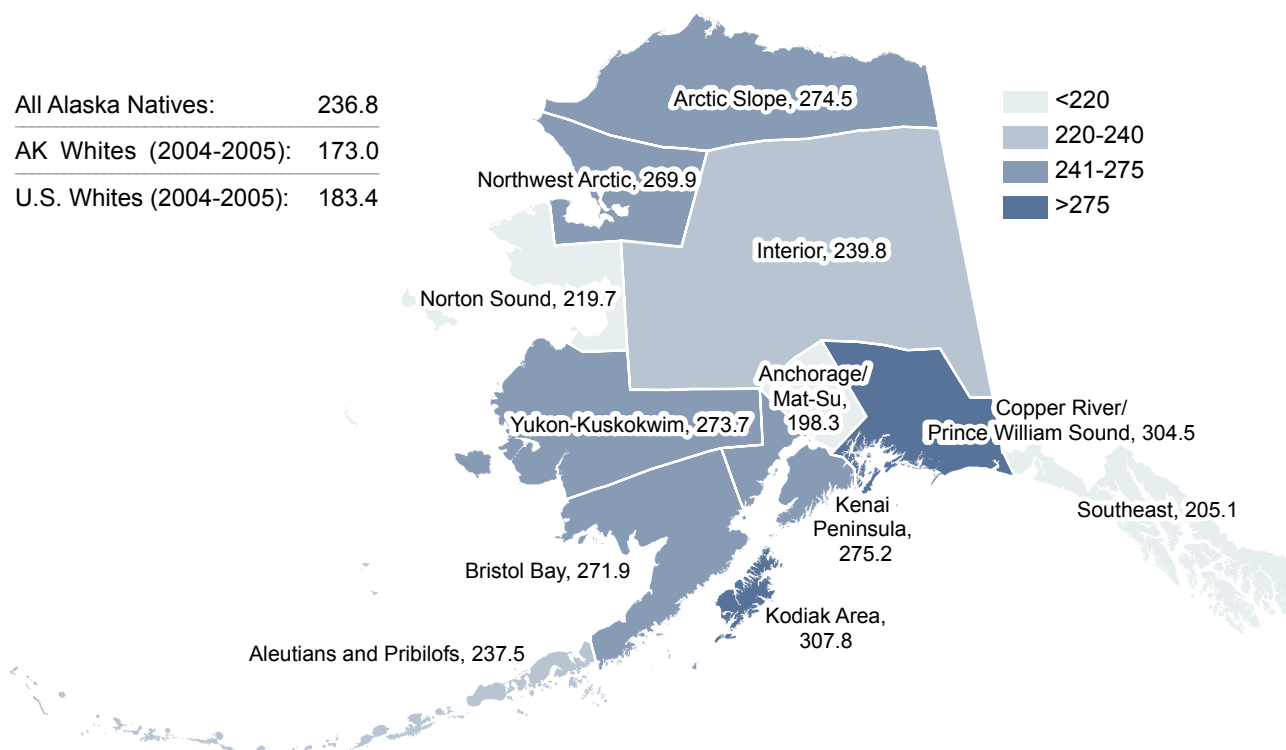 All Alaska Natives: 236.8
AK Whites (2004-2005): 173.0
U.S. Whites (2004-2005): 183.4
<220
220-240
241-275
>275
Arctic Slope, 274.5
Northwest Arctic, 269.9
Interior, 239.8
Norton Sound, 219.7
Anchorage/
Mat-Su,
198.3
Yukon-Kuskokwim, 273.7
Copper River/
Prince William Sound, 304.5
Southeast, 205.1
Kenai
Peninsula,
275.2
Bristol Bay, 271.9
Kodiak Area,
307.8
Aleutians and Pribilofs, 237.5